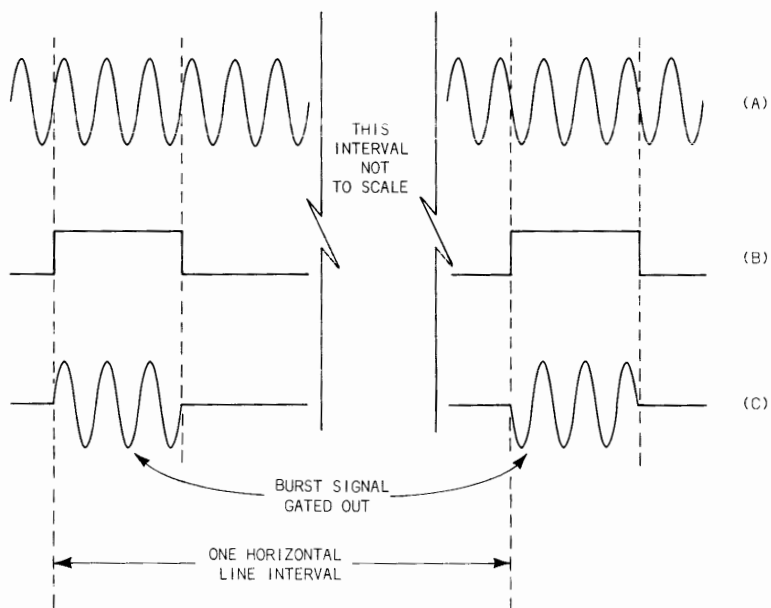 (A)
THIS
INTERVAL
NOT
TO SCALE
(B)
(C)
BURST SIGNAL
GATED OUT
ONE HORIZONTAL
LINE INTERVAL